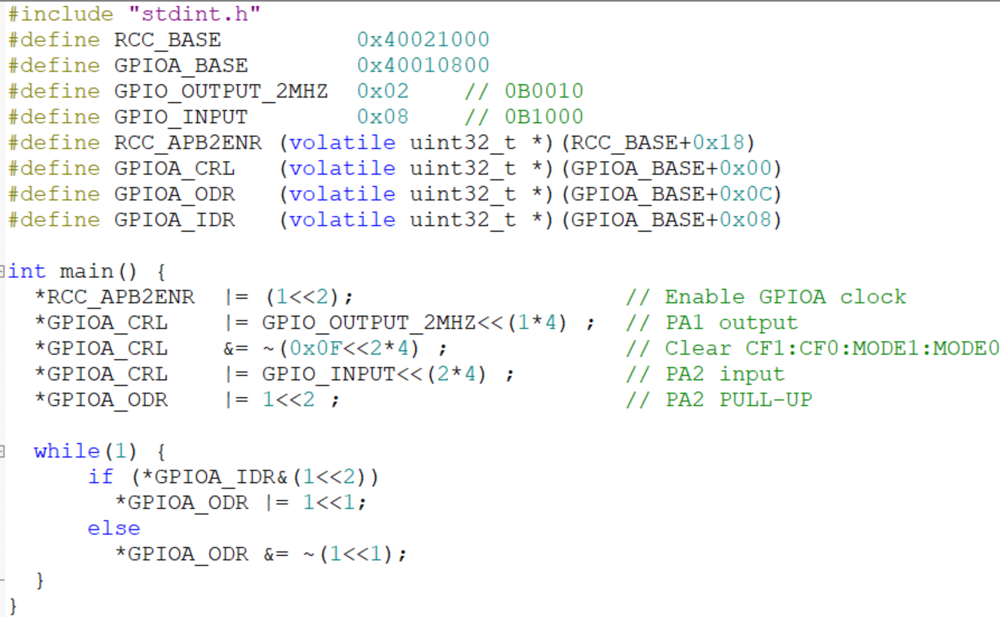 #include "stdint.h"
#define RCC_BASE          0x40021000
#define GPIOA_BASE        0x40010800
#define GPIO_OUTPUT_2MHZ  0x02    // 0B0010
#define GPIO_INPUT        0x08    // 0B1000
#define RCC_APB2ENR (volatile uint32_t *)(RCC_BASE+0x18)
#define GPIOA_CRL   (volatile uint32_t *)(GPIOA_BASE+0x00)
#define GPIOA_ODR   (volatile uint32_t *)(GPIOA_BASE+0x0C)
#define GPIOA_IDR   (volatile uint32_t *)(GPIOA_BASE+0x08)

int main() {
  *RCC_APB2ENR  |= (1<<2);                    // Enable GPIOA clock
  *GPIOA_CRL    |= GPIO_OUTPUT_2MHZ<<(1*4) ;  // PA1 output
  *GPIOA_CRL    &= ~(0x0F<<2*4) ;             // Clear CF1:CF0:MODE1:MODE0
  *GPIOA_CRL    |= GPIO_INPUT<<(2*4) ;        // PA2 input
  *GPIOA_ODR    |= 1<<2 ;                     // PA2 PULL-UP

  while(1) {
      if (*GPIOA_IDR&(1<<2))
        *GPIOA_ODR |= 1<<1;
      else
        *GPIOA_ODR &= ~(1<<1);
  }
}